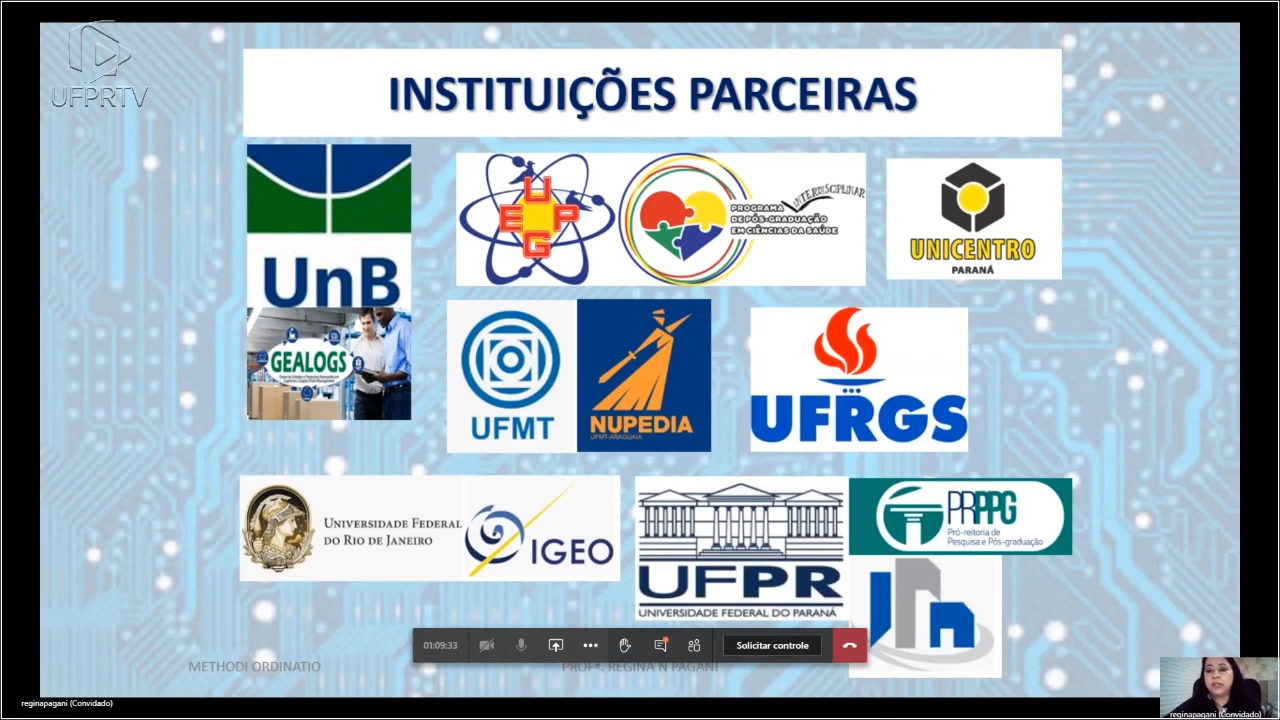 UFPRTV
INSTITUIÇÕES PARCEIRAS
UnB
GEALOGS
UEPG
INTERDISCIPLINAR
PROGRAMA
DE PÓS-GRADUAÇÃO
EM CIÊNCIAS DA SAÚDE
UNICENTRO
PARANÁ
UFMT
NUPEDIA
UFMT-ARAGUAIA
UFRGS
UNIVERSIDADE FEDERAL
DO RIO DE JANEIRO
IGEO
UFPR
UNIVERSIDADE FEDERAL DO PARANÁ
PRPPG
Pró-reitoria de
Pesquisa e Pós-graduação
01:09:33
Solicitar controle
METHODI ORDINATIO
PROFª. REGINA N PAGANI
reginapagani (Convidado)
reginapagani (Convidado)